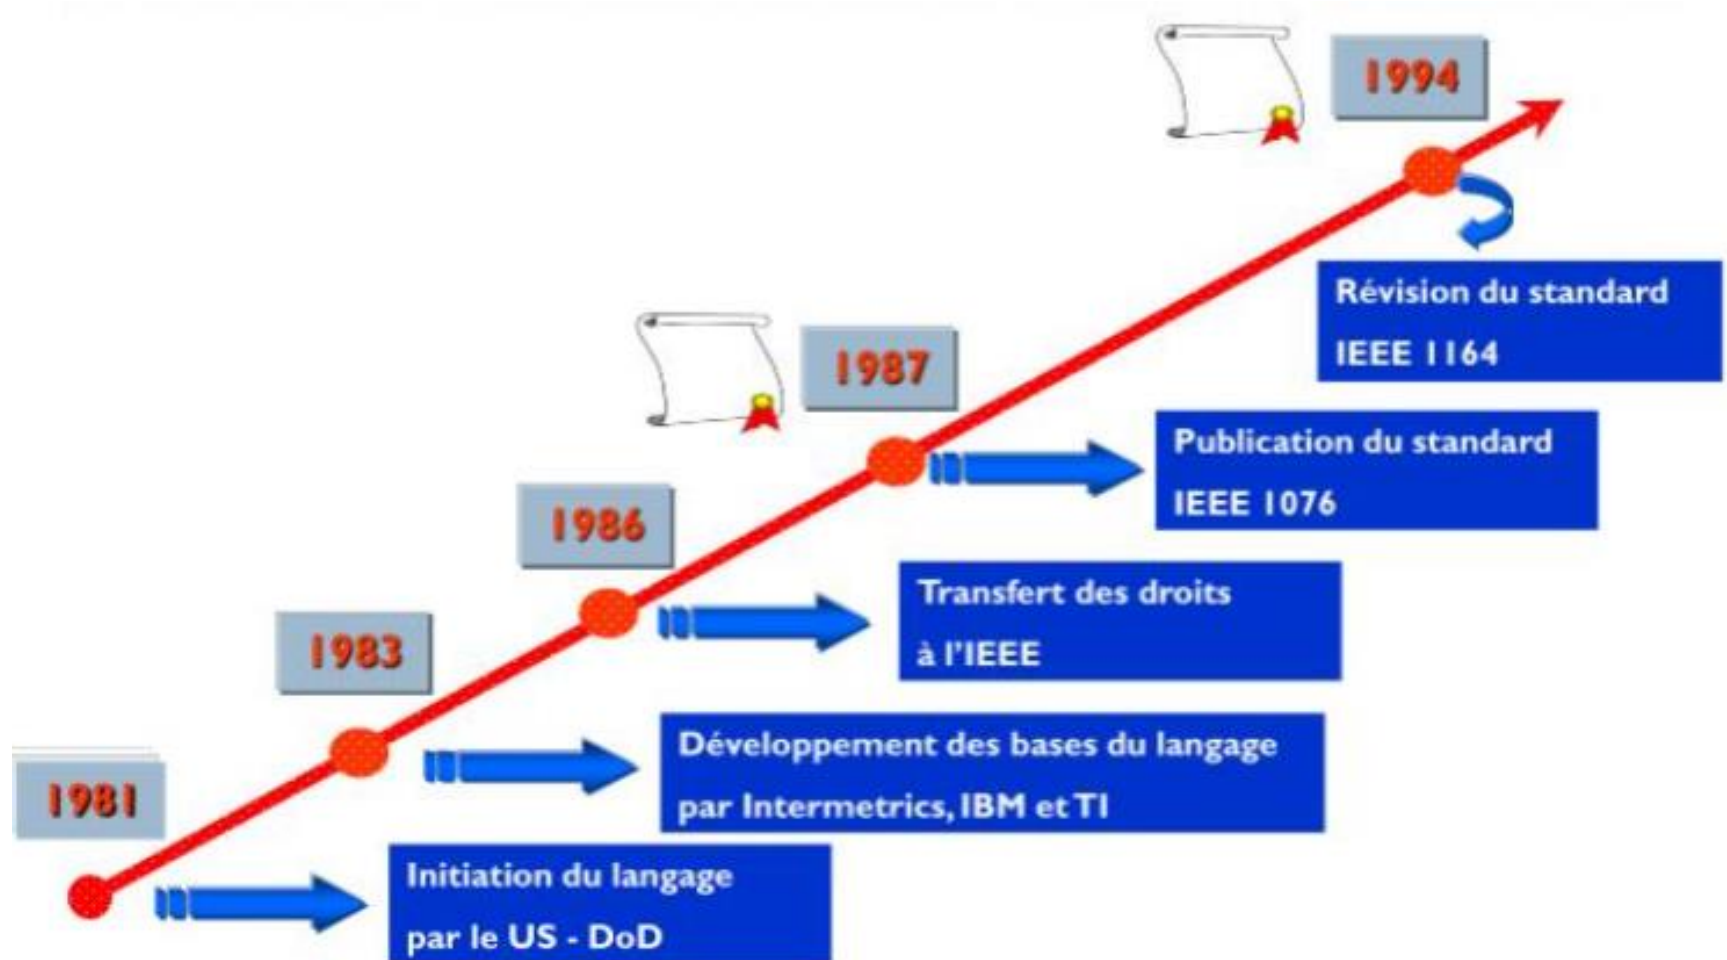 1994
Révision du standard
IEEE 1164
1987
Publication du standard
IEEE 1076
1986
Transfert des droits
à l'IEEE
1983
Développement des bases du langage
par Intermetrics, IBM et TI
1981
Initiation du langage
par le US - DoD